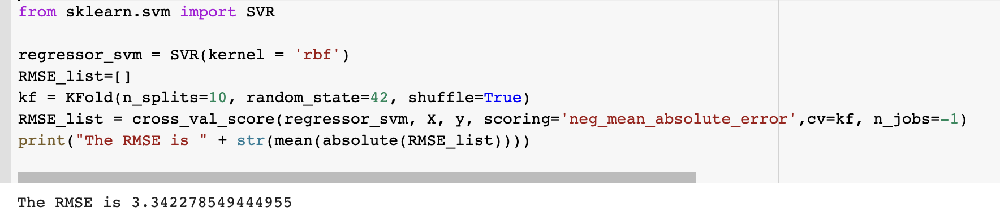 from sklearn.svm import SVR
regressor_svm = SVR(kernel = 'rbf')
RMSE_list=[]
kf = KFold(n_splits=10, random_state=42, shuffle=True)
RMSE_list = cross_val_score(regressor_svm, X, y, scoring='neg_mean_absolute_error',cv=kf, n_jobs=-1)
print("The RMSE is " + str(mean(absolute(RMSE_list))))
The RMSE is 3.342278549444955